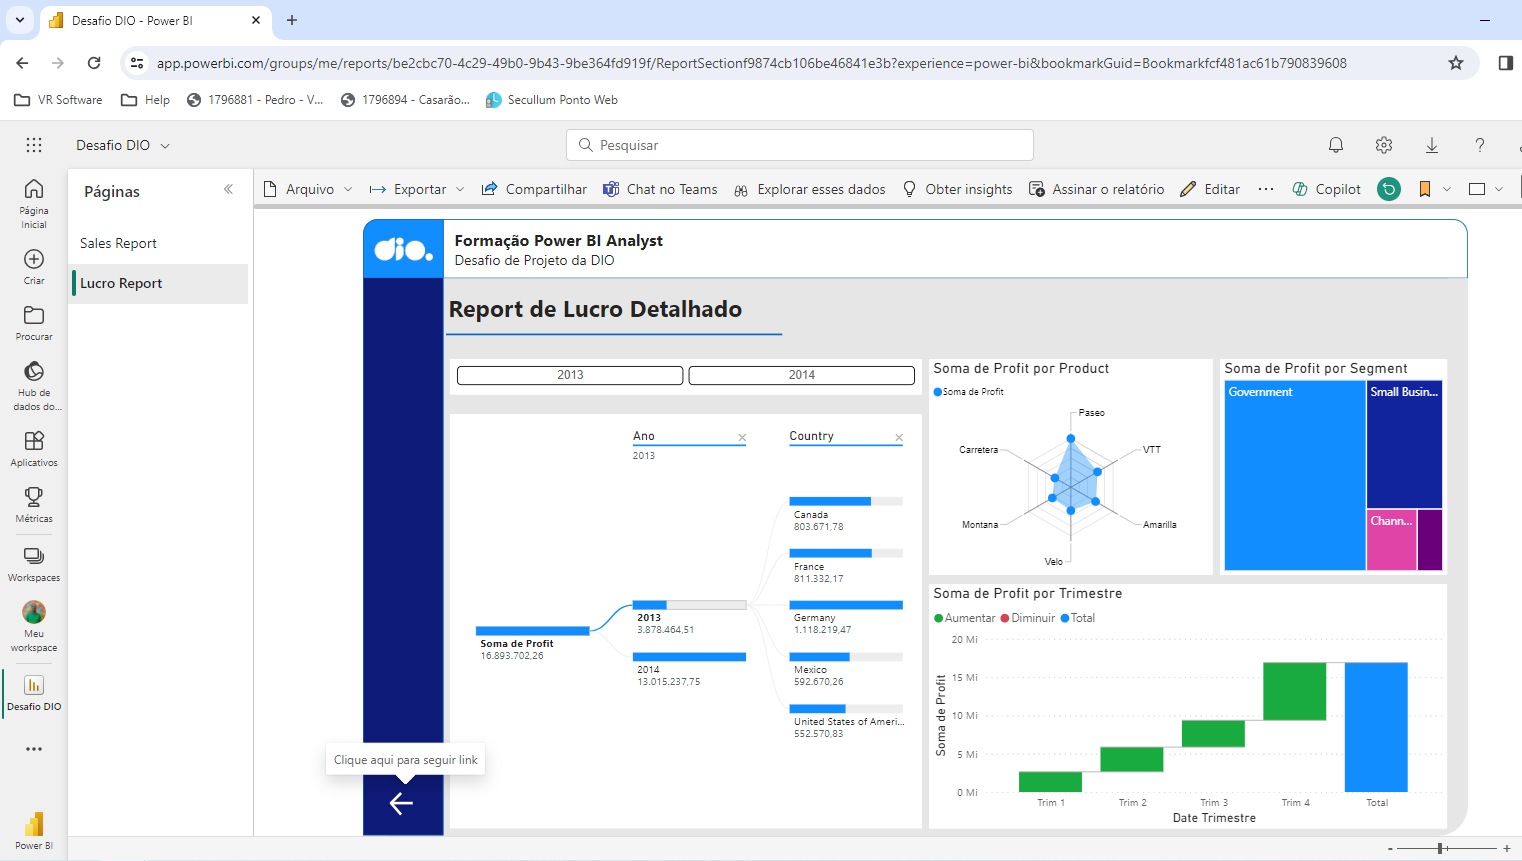 Desafio DIO - Power BI
app.powerbi.com/groups/me/reports/be2cbc70-4c29-49b0-9b43-9be364fd919f/ReportSectionf9874cb106be46841e3b?experience=power-bi&bookmarkGuid=Bookmarkfcf481ac61b790839608
VR Software
Help
1796881 - Pedro - V...
1796894 - Casarão...
Secullum Ponto Web
Desafio DIO
Pesquisar
Página Inicial
Criar
Procurar
Hub de dados do...
Aplicativos
Métricas
Workspaces
Meu workspace
Desafio DIO
Power BI
Páginas
Sales Report
Lucro Report
Arquivo
Exportar
Compartilhar
Chat no Teams
Explorar esses dados
Obter insights
Assinar o relatório
Editar
Copilot
dio.
Formação Power BI Analyst
Desafio de Projeto da DIO
Report de Lucro Detalhado
2013
2014
Ano
2013
Country
Soma de Profit
16.893.702,26
2013
3.878.464,51
2014
13.015.237,75
Canada
803.671,78
France
811.332,17
Germany
1.118.219,47
Mexico
592.670,26
United States of Ameri...
552.570,83
Clique aqui para seguir link
Soma de Profit por Product
Soma de Profit
Paseo
VTT
Amarilla
Velo
Montana
Carretera
Soma de Profit por Segment
Government
Small Busin...
Chann...
Soma de Profit por Trimestre
Aumentar
Diminuir
Total
Soma de Profit
20 Mi
15 Mi
10 Mi
5 Mi
0 Mi
Trim 1
Trim 2
Trim 3
Trim 4
Total
Date Trimestre